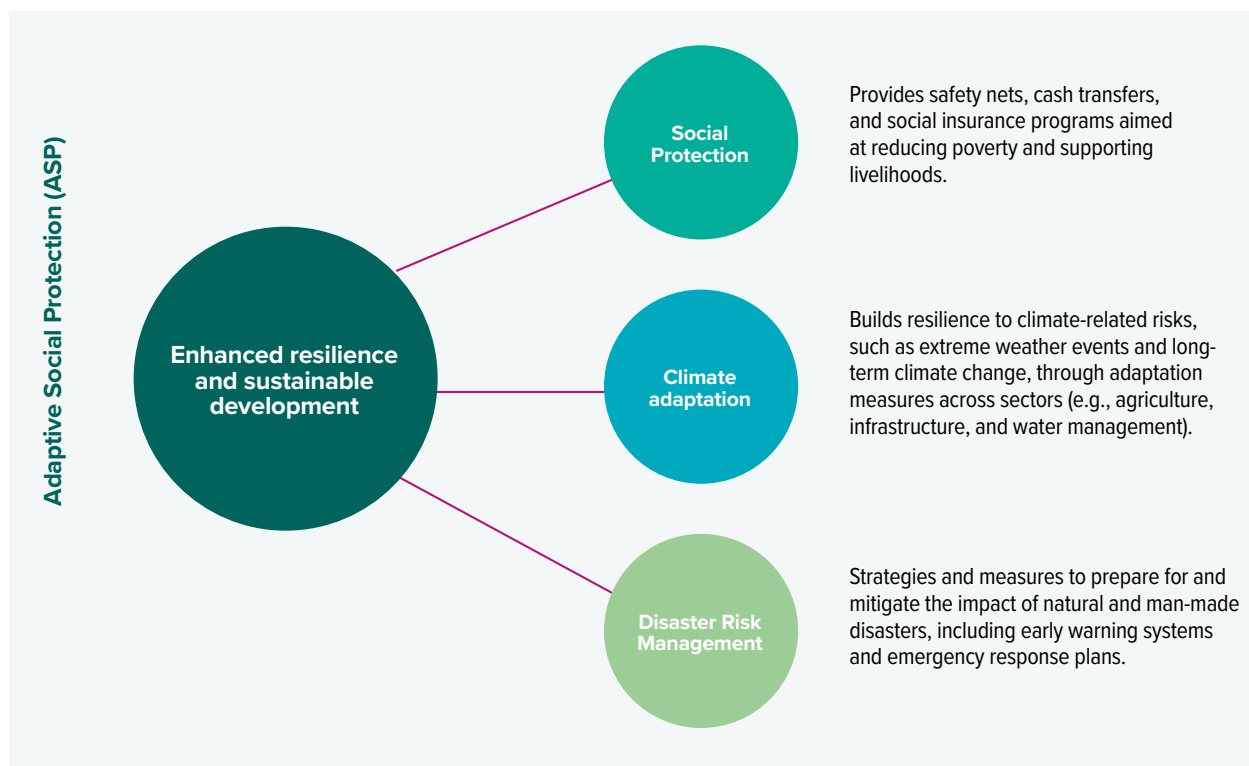 Adaptive Social Protection (ASP)
Enhanced resilience
and sustainable
development
Social
Protection
Provides safety nets, cash transfers,
and social insurance programs aimed
at reducing poverty and supporting
livelihoods.
Climate
adaptation
Builds resilience to climate-related risks,
such as extreme weather events and long-
term climate change, through adaptation
measures across sectors (e.g., agriculture,
infrastructure, and water management).
Disaster Risk
Management
Strategies and measures to prepare for and
mitigate the impact of natural and man-made
disasters, including early warning systems
and emergency response plans.